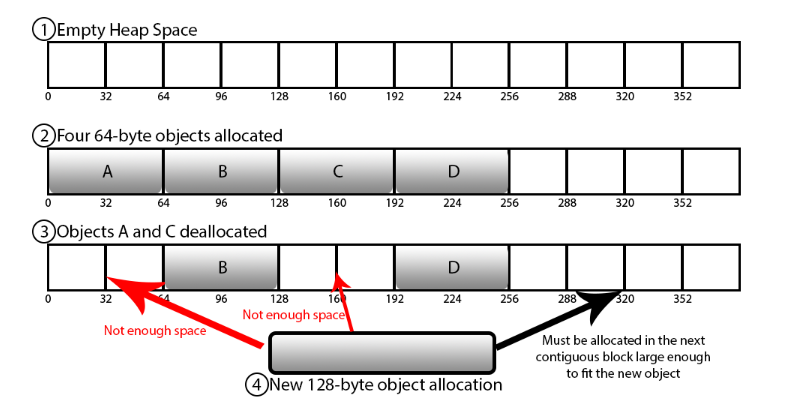 1 Empty Heap Space
0 32 64 96 128 160 192 224 256 288 320 352
2 Four 64-byte objects allocated
A B C D
0 32 64 96 128 160 192 224 256 288 320 352
3 Objects A and C deallocated
B D
0 32 64 96 128 160 192 224 256 288 320 352
Not enough space
Not enough space
Must be allocated in the next
contiguous block large enough
to fit the new object
4 New 128-byte object allocation